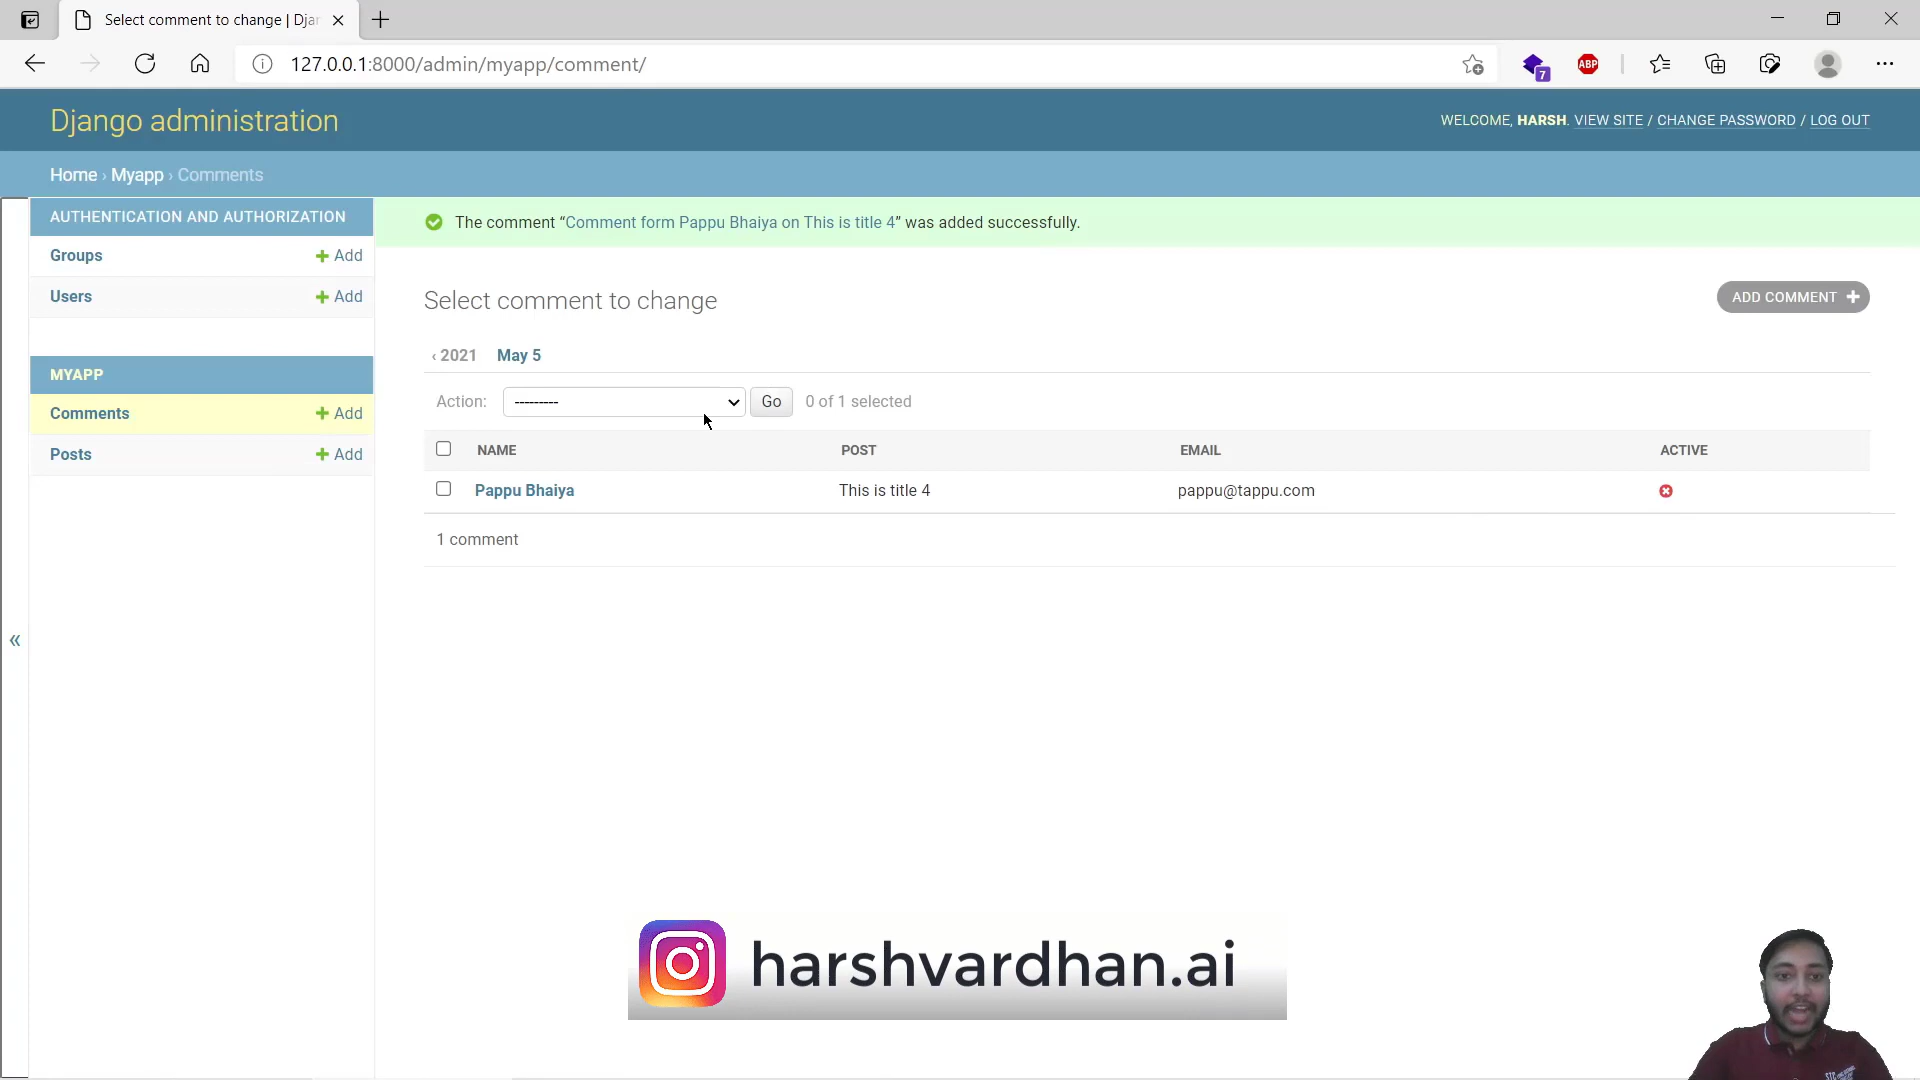 Select comment to change | Dja
127.0.0.1:8000/admin/myapp/comment/
7
ABP
Django administration
WELCOME, HARSH. VIEW SITE / CHANGE PASSWORD / LOG OUT
Home › Myapp › Comments
AUTHENTICATION AND AUTHORIZATION
Groups + Add
Users + Add
MYAPP
Comments + Add
Posts + Add
«
The comment “Comment form Pappu Bhaiya on This is title 4” was added successfully.
Select comment to change
ADD COMMENT +
‹ 2021 May 5
Action: --------- Go 0 of 1 selected
NAME POST EMAIL ACTIVE
Pappu Bhaiya This is title 4 pappu@tappu.com
1 comment
harshvardhan.ai